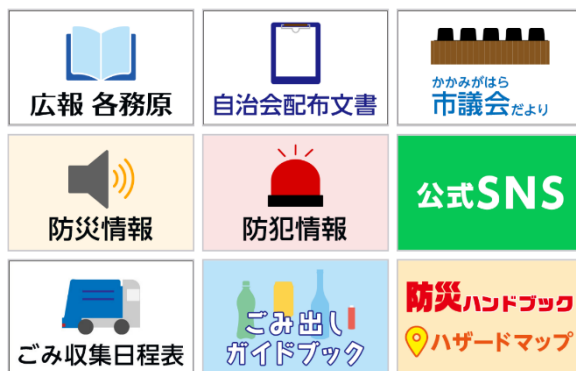 広報 各務原
自治会配布文書
かかみがはら
市議会だより
防災情報
防犯情報
公式SNS
ごみ収集日程表
ごみ出し
ガイドブック
防災ハンドブック
ハザードマップ